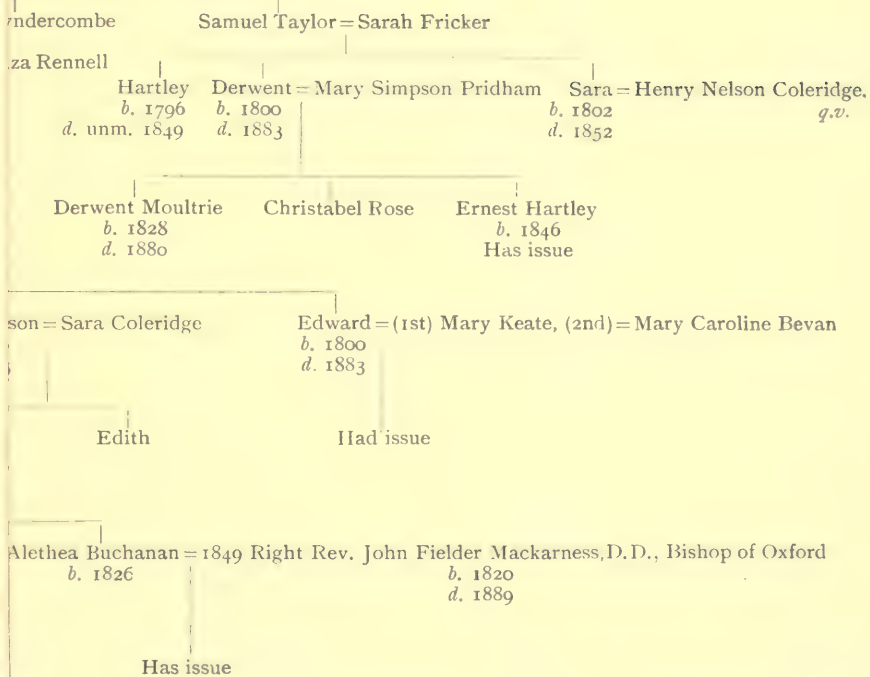 ndercombe Samuel Taylor = Sarah Fricker
za Rennell
Hartley Derwent = Mary Simpson Pridham Sara = Henry Nelson Coleridge,
b. 1796 b. 1800 b. 1802 q.v.
d. unm. 1849 d. 1883 d. 1852
Derwent Moultrie Christabel Rose Ernest Hartley
b. 1828 b. 1846
d. 1880 Has issue
son = Sara Coleridge Edward = (1st) Mary Keate, (2nd) = Mary Caroline Bevan
b. 1800
d. 1883
Edith Had issue
Alethea Buchanan = 1849 Right Rev. John Fielder Mackarness, D.D., Bishop of Oxford
b. 1826 b. 1820
d. 1889
Has issue